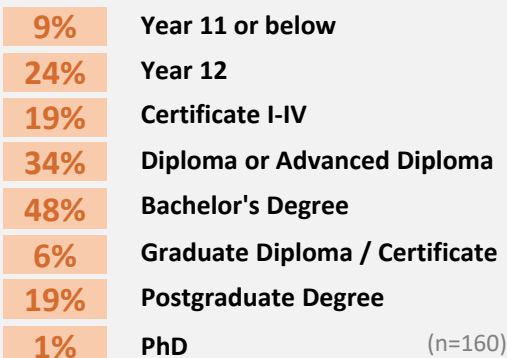 9% Year 11 or below
24% Year 12
19% Certificate I-IV
34% Diploma or Advanced Diploma
48% Bachelor's Degree
6% Graduate Diploma / Certificate
19% Postgraduate Degree
1% PhD (n=160)